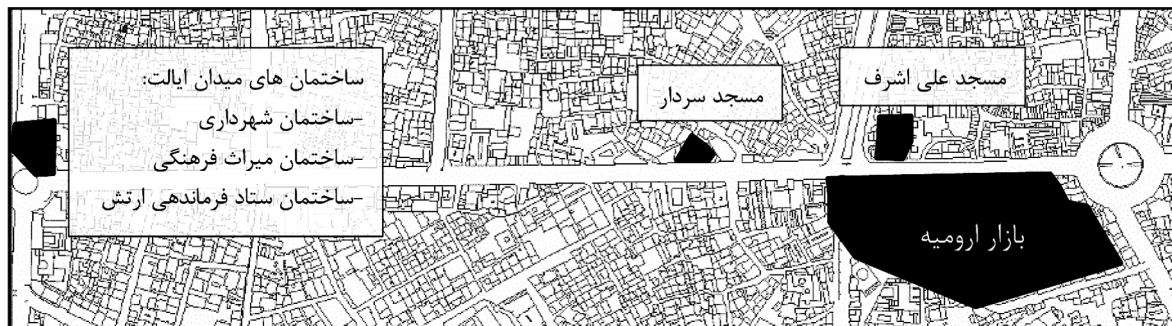 ساختمان های میدان ایالت:
-ساختمان شهرداری
-ساختمان میراث فرهنگی
-ساختمان ستاد فرماندهی ارتش
مسجد سردار
مسجد علی اشرف
بازار ارومیه